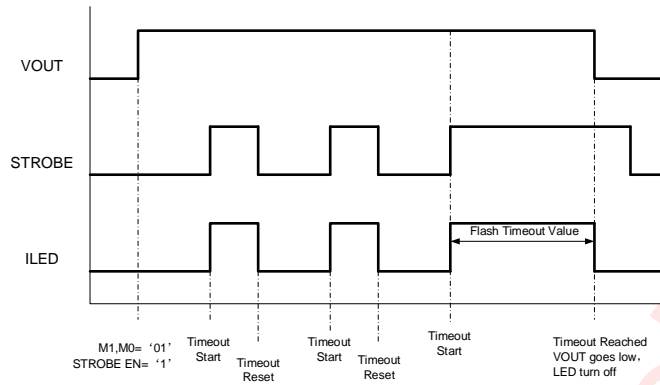 VOUT
STROBE
ILED
Flash Timeout Value
M1,M0= ‘01’
STROBE EN= ‘1’
Timeout
Start
Timeout
Reset
Timeout
Start
Timeout
Reset
Timeout
Start
Timeout Reached
VOUT goes low,
LED turn off